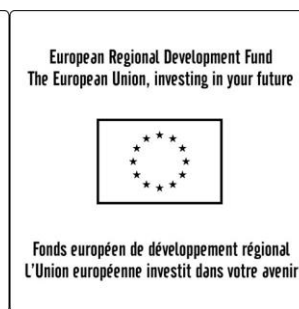 European Regional Development Fund
The European Union, investing in your future
Fonds européen de développement régional
L'Union européenne investit dans votre avenir